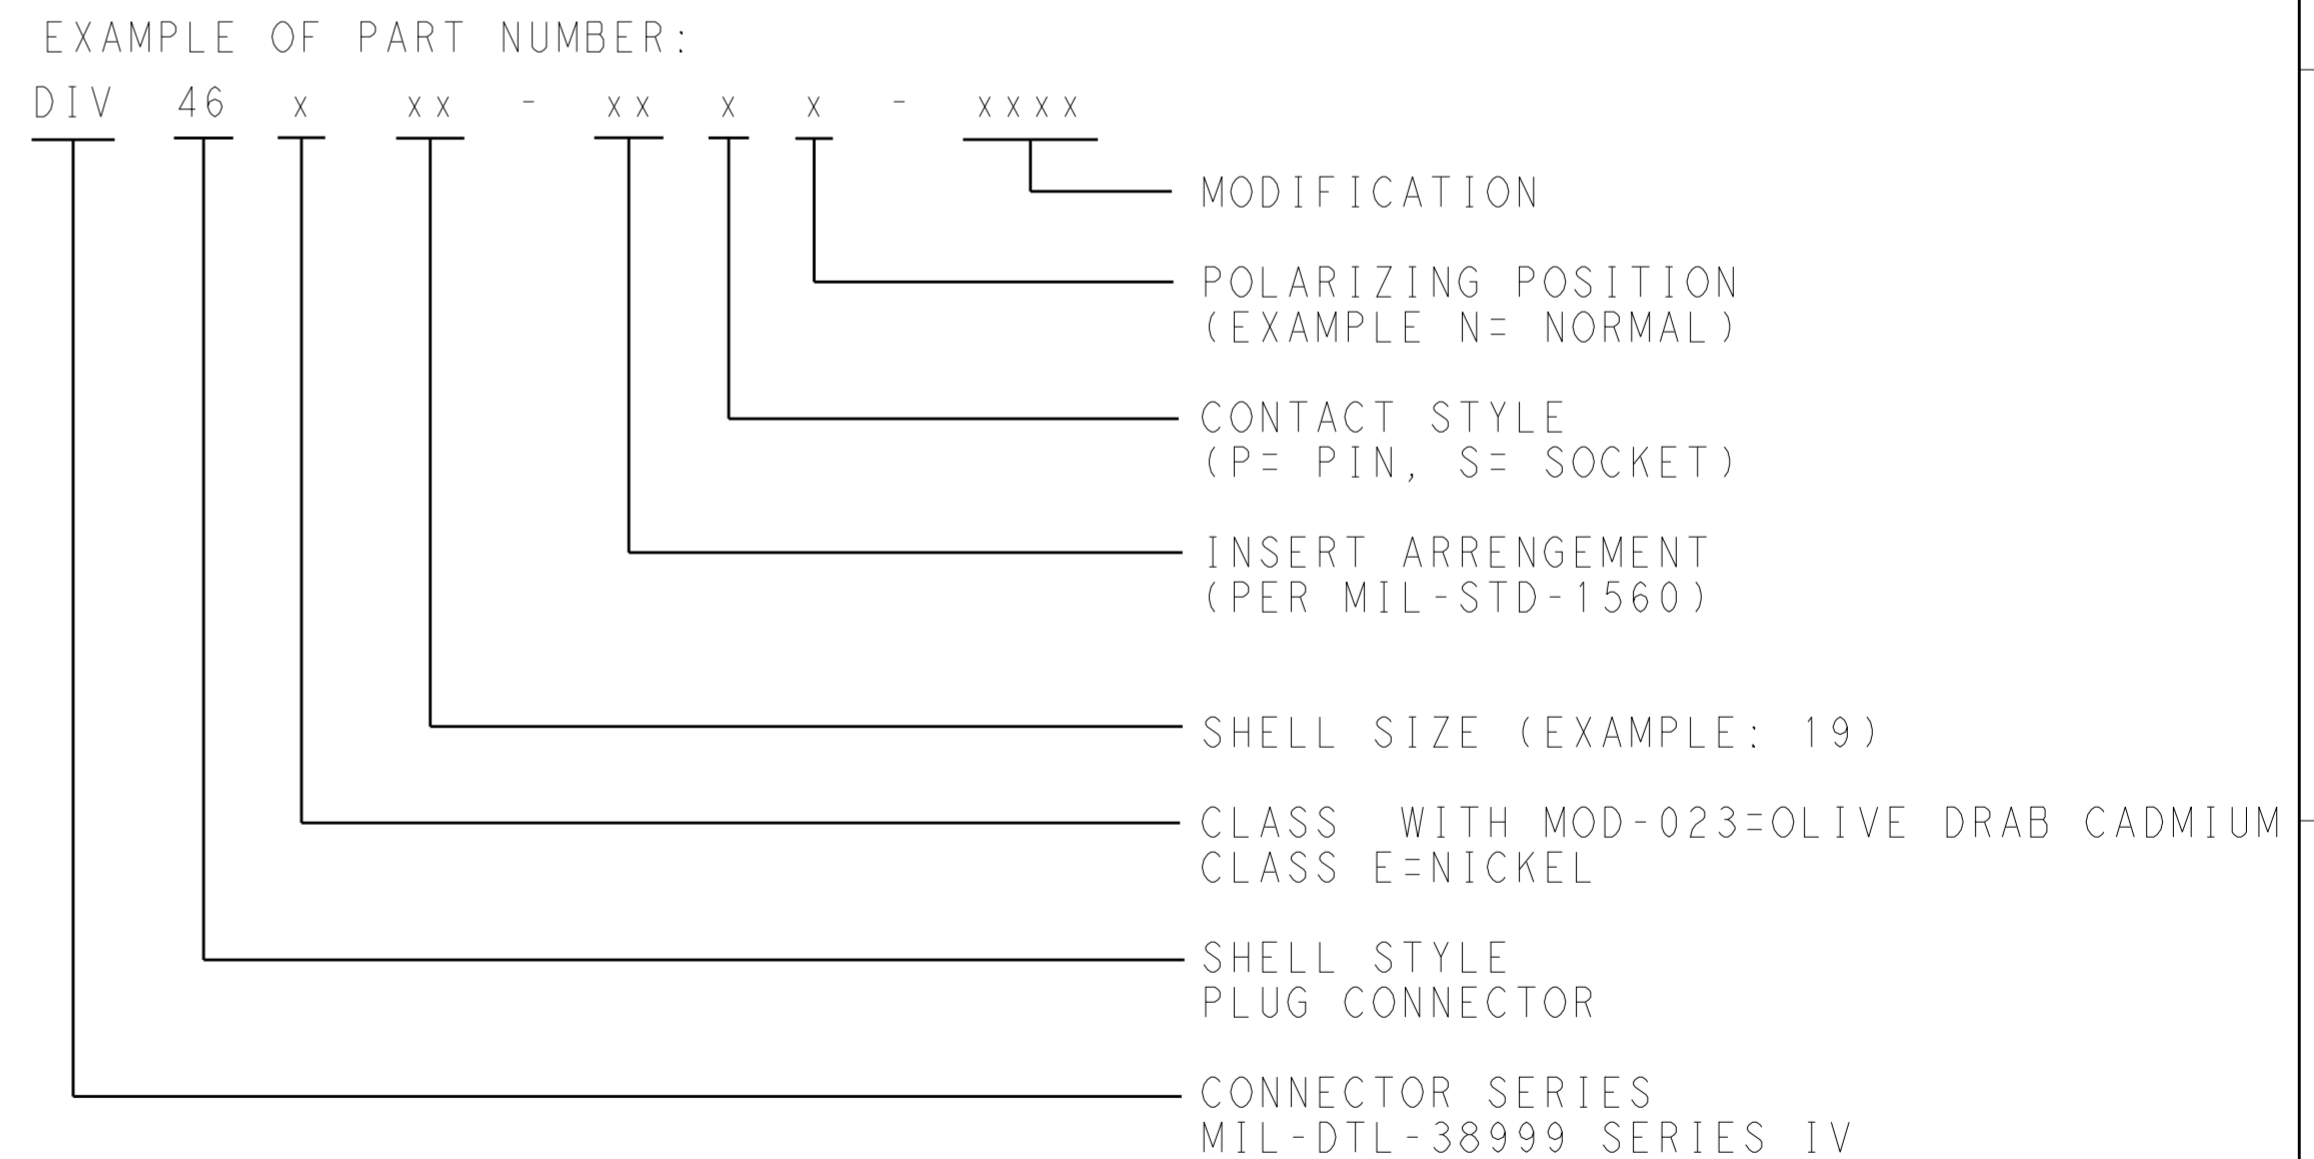 EXAMPLE OF PART NUMBER:
DIV 46 x xx - xx x x - xxxx
MODIFICATION
POLARIZING POSITION
(EXAMPLE N= NORMAL)
CONTACT STYLE
(P= PIN, S= SOCKET)
INSERT ARRENGEMENT
(PER MIL-STD-1560)
SHELL SIZE (EXAMPLE: 19)
CLASS WITH MOD-023=OLIVE DRAB CADMIUM
CLASS E=NICKEL
SHELL STYLE
PLUG CONNECTOR
CONNECTOR SERIES
MIL-DTL-38999 SERIES IV